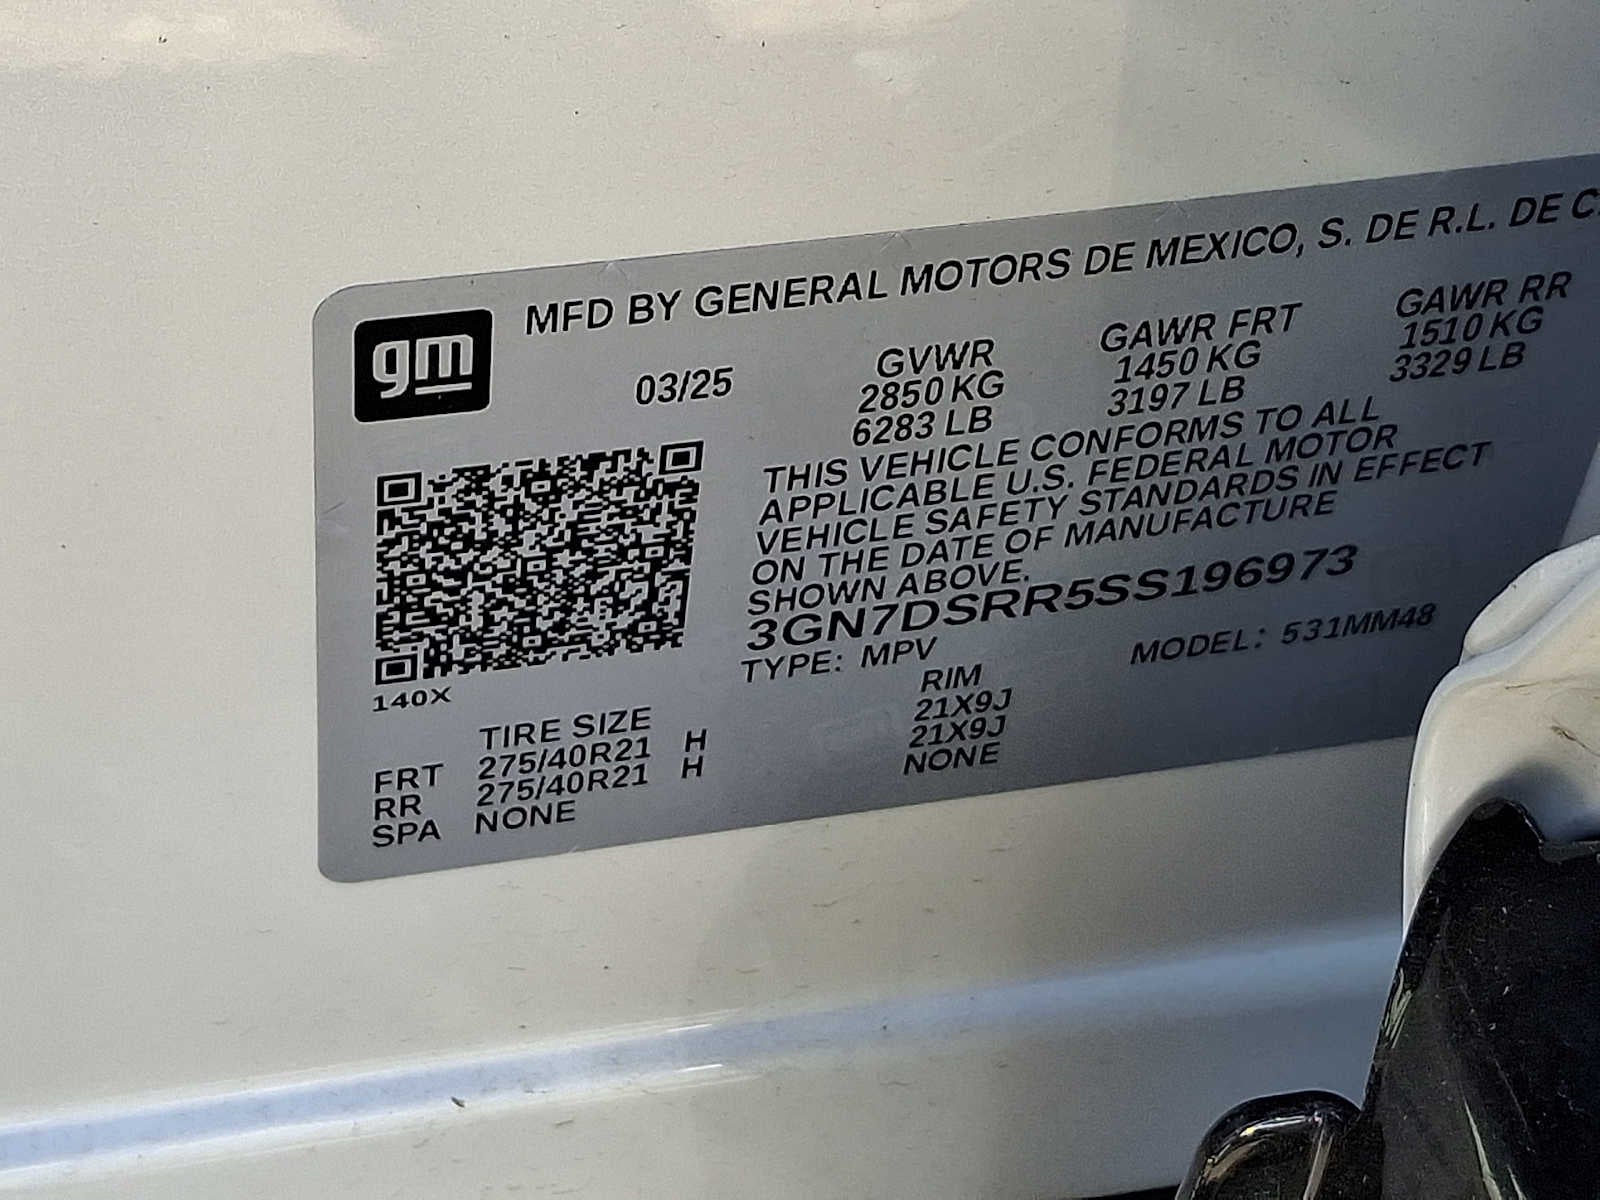 MFD BY GENERAL MOTORS DE MEXICO, S. DE R.L. DE C.
gm
03/25
GVWR
2850 KG
6283 LB
GAWR FRT
1450 KG
3197 LB
GAWR RR
1510 KG
3329 LB
THIS VEHICLE CONFORMS TO ALL
APPLICABLE U.S. FEDERAL MOTOR
VEHICLE SAFETY STANDARDS IN EFFECT
ON THE DATE OF MANUFACTURE
SHOWN ABOVE.
3GN7DSRR5SS196973
TYPE: MPV MODEL: 531MM48
140X
TIRE SIZE RIM
FRT 275/40R21 H 21X9J
RR 275/40R21 H 21X9J
SPA NONE NONE